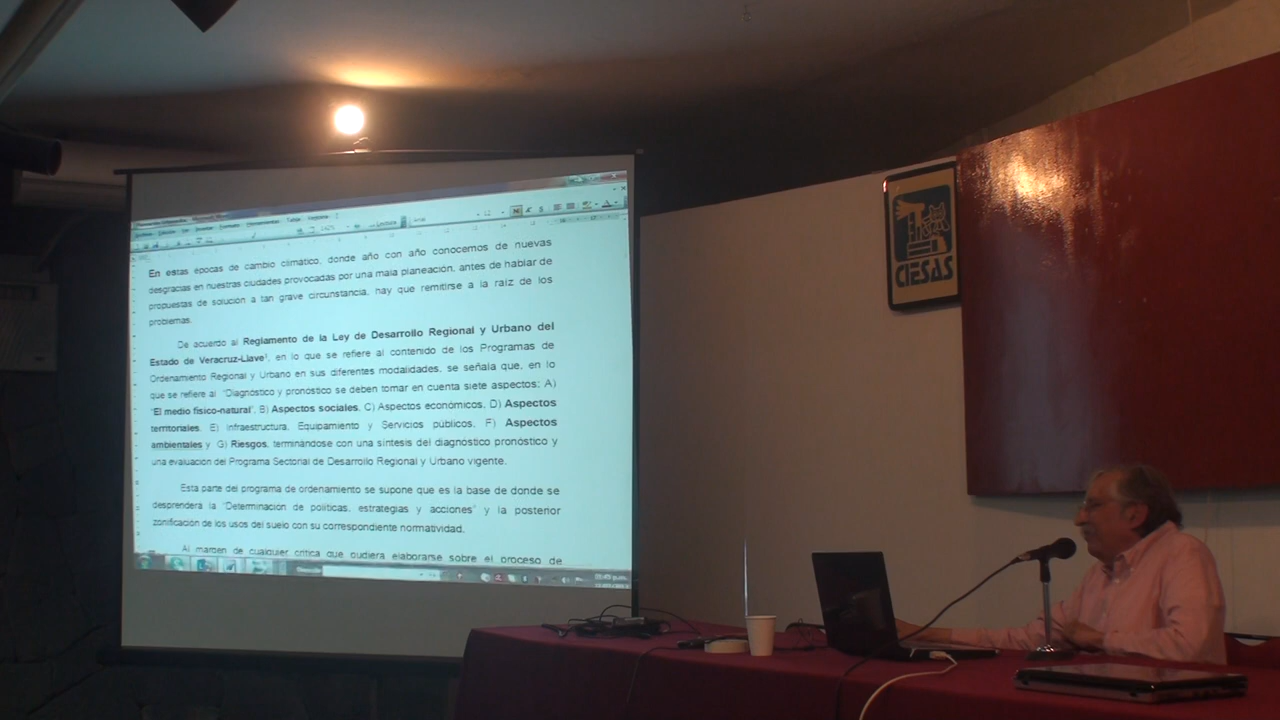 En estas épocas de cambio climático, donde año con año conocemos de nuevas
desgracias en nuestras ciudades provocadas por una mala planeación, antes de hablar de
propuestas de solución a tan grave circunstancia, hay que remitirse a la raíz de los
problemas.
De acuerdo al Reglamento de la Ley de Desarrollo Regional y Urbano del
Estado de Veracruz-Llave, en lo que se refiere al contenido de los Programas de
Ordenamiento Regional y Urbano en sus diferentes modalidades, se señala que, en lo
que se refiere al "Diagnóstico y pronóstico se deben tomar en cuenta siete aspectos: A)
"El medio físico-natural", B) Aspectos sociales, C) Aspectos económicos, D) Aspectos
territoriales, E) Infraestructura, Equipamiento y Servicios públicos, F) Aspectos
ambientales y G) Riesgos, terminándose con una síntesis del diagnóstico pronóstico y
una evaluación del Programa Sectorial de Desarrollo Regional y Urbano vigente.
Esta parte del programa de ordenamiento se supone que es la base de donde se
desprenderá la "Determinación de políticas, estrategias y acciones" y la posterior
zonificación de los usos del suelo con su correspondiente normatividad.
Al margen de cualquier crítica que pudiera elaborarse sobre el proceso de
CIESAS